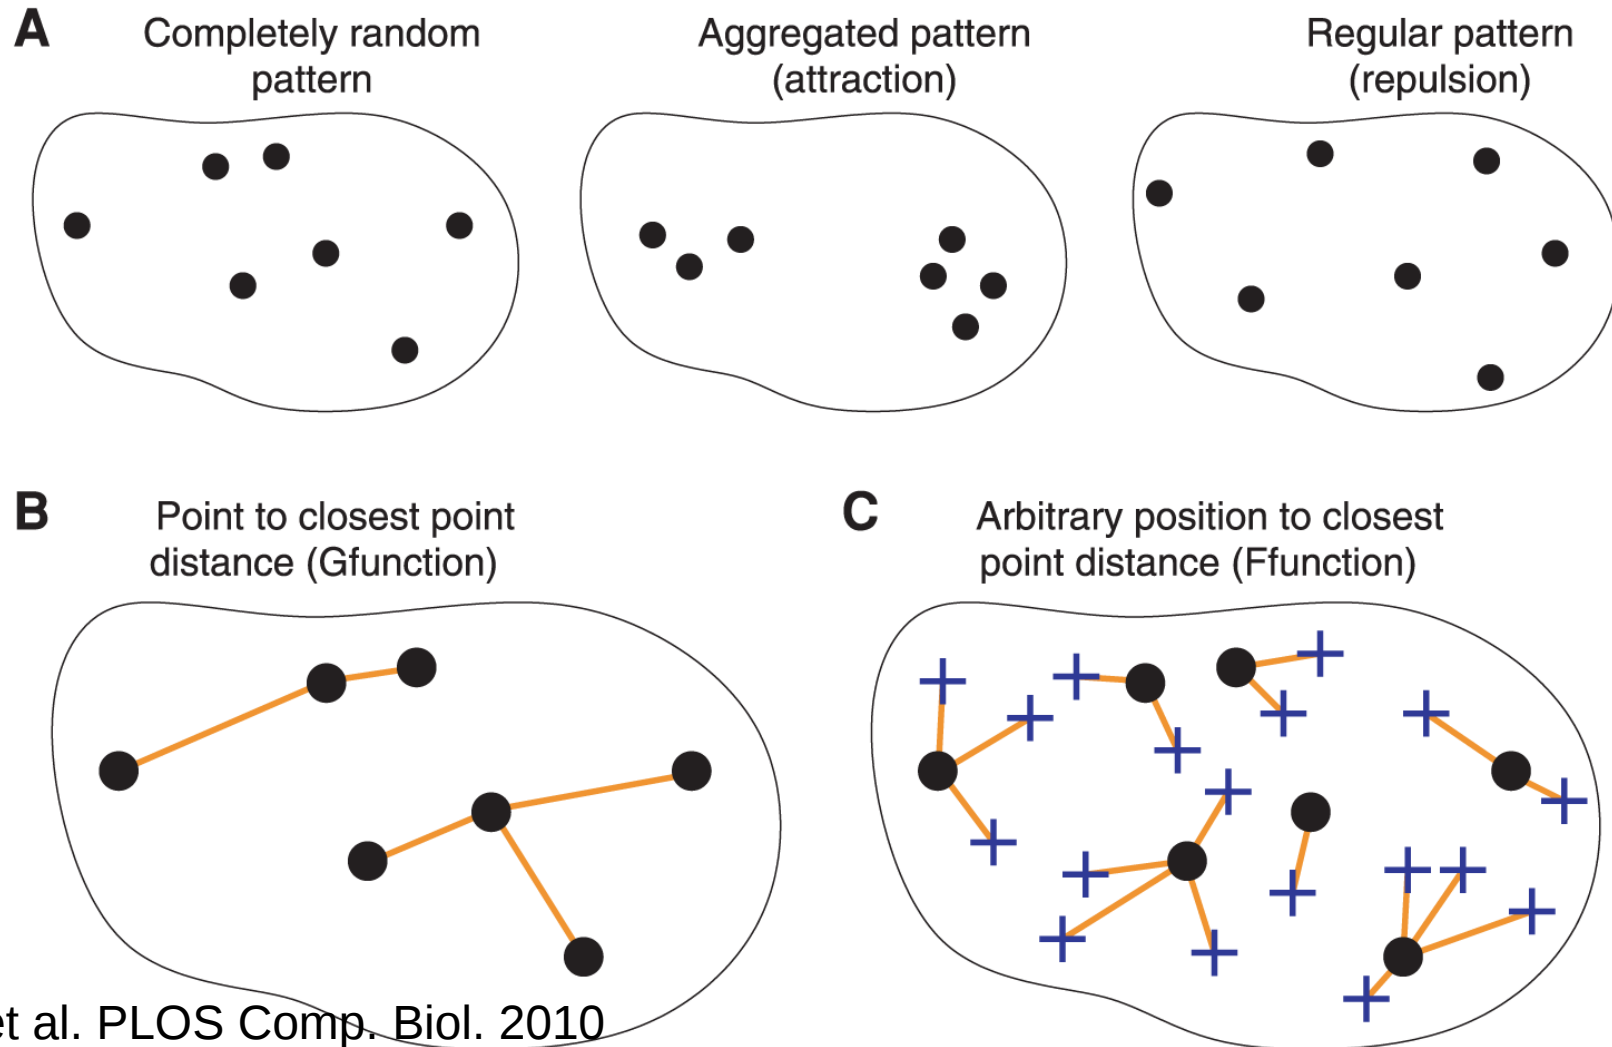 A
Completely random
pattern
Aggregated pattern
(attraction)
Regular pattern
(repulsion)
B
Point to closest point
distance (Gfunction)
C
Arbitrary position to closest
point distance (Ffunction)
et al. PLOS Comp. Biol. 2010